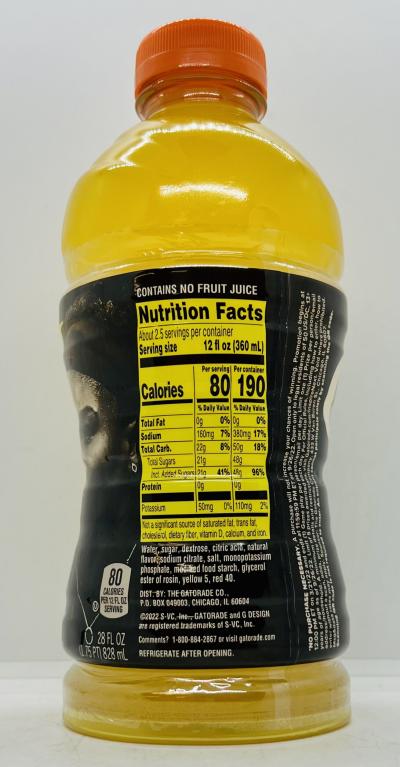 CONTAINS NO FRUIT JUICE
Nutrition Facts
About 2.5 servings per container
Serving size 12 fl oz (360 mL)
Per serving Per container
Calories 80 190
% Daily Value % Daily Value
Total Fat 0g 0% 0g 0%
Sodium 160mg 7% 380mg 17%
Total Carb. 22g 8% 50g 18%
Total Sugars 21g 48g
Incl. Added Sugars 21g 41% 48g 96%
Protein 0g 0g
Potassium 50mg 0% 110mg 2%
Not a significant source of saturated fat, trans fat,
cholesterol, dietary fiber, vitamin D, calcium, and iron.
Water, sugar, dextrose, citric acid, natural
flavor, sodium citrate, salt, monopotassium
phosphate, modified food starch, glycerol
ester of rosin, yellow 5, red 40.
DIST. BY: THE GATORADE CO.,
P.O. BOX 049003, CHICAGO, IL 60604
©2022 S-VC, Inc., GATORADE and G DESIGN
are registered trademarks of S-VC, Inc.
Comments? 1-800-884-2867 or visit gatorade.com.
REFRIGERATE AFTER OPENING.
80
CALORIES
PER 12 FL OZ
SERVING
28 FL OZ
(1.75 PT) 828 mL
*NO PURCHASE NECESSARY.